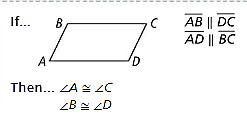 If... B C AB ∥ DC
AD ∥ BC
A D
Then... ∠A ≅ ∠C
∠B ≅ ∠D